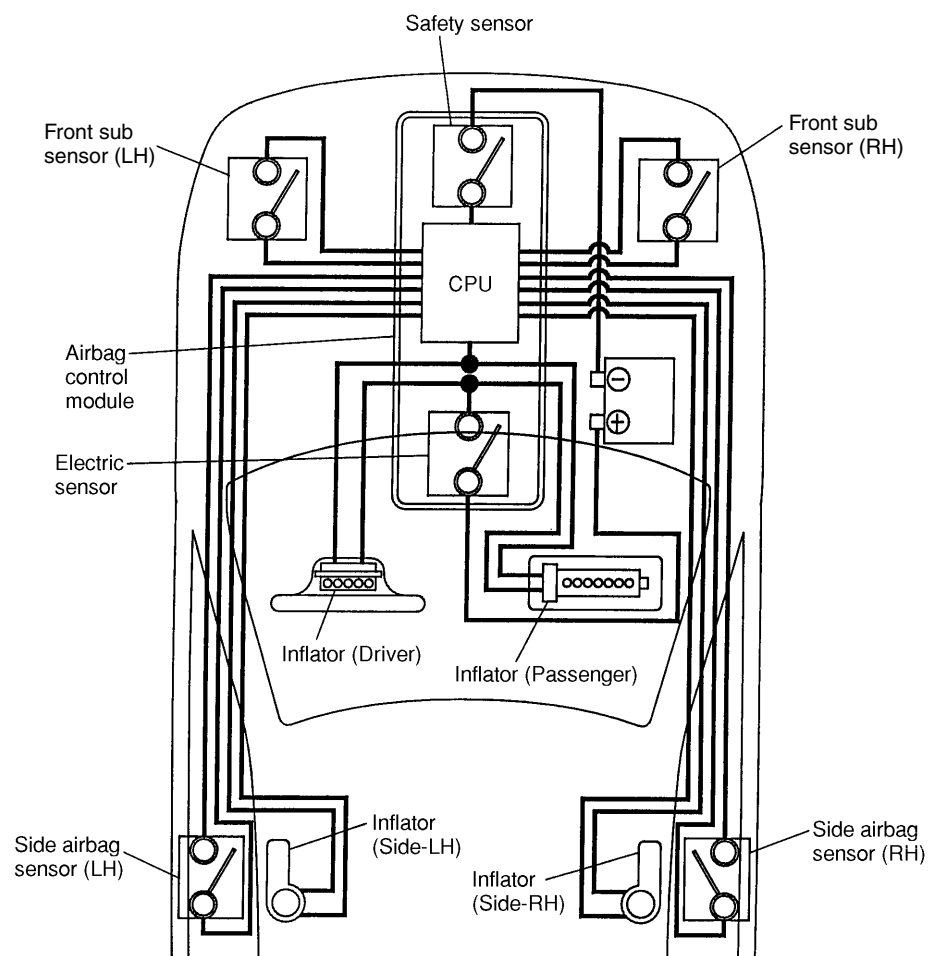 Safety sensor
Front sub
sensor (LH)
Front sub
sensor (RH)
CPU
Airbag
control
module
−
+
Electric
sensor
Inflator (Driver)
Inflator (Passenger)
Inflator
(Side-LH)
Side airbag
sensor (LH)
Inflator
(Side-RH)
Side airbag
sensor (RH)